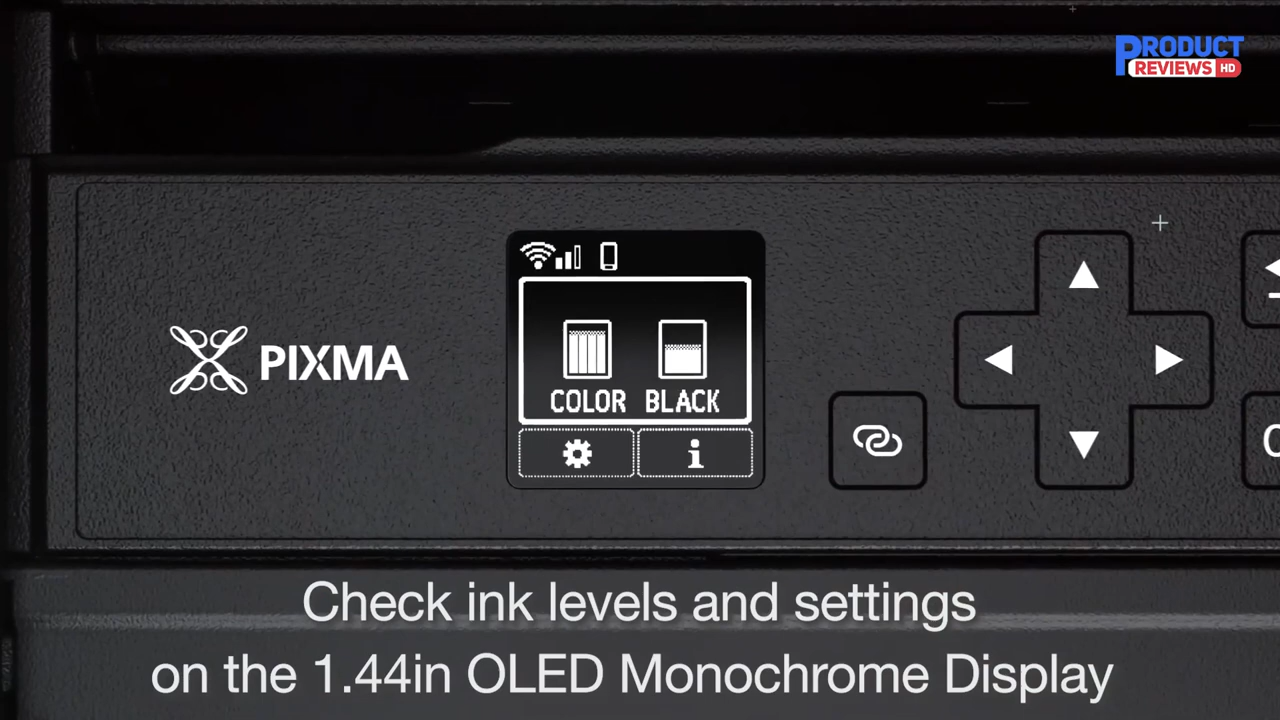 PRODUCT
REVIEWS HD
PIXMA
COLOR BLACK
i
Check ink levels and settings
on the 1.44in OLED Monochrome Display